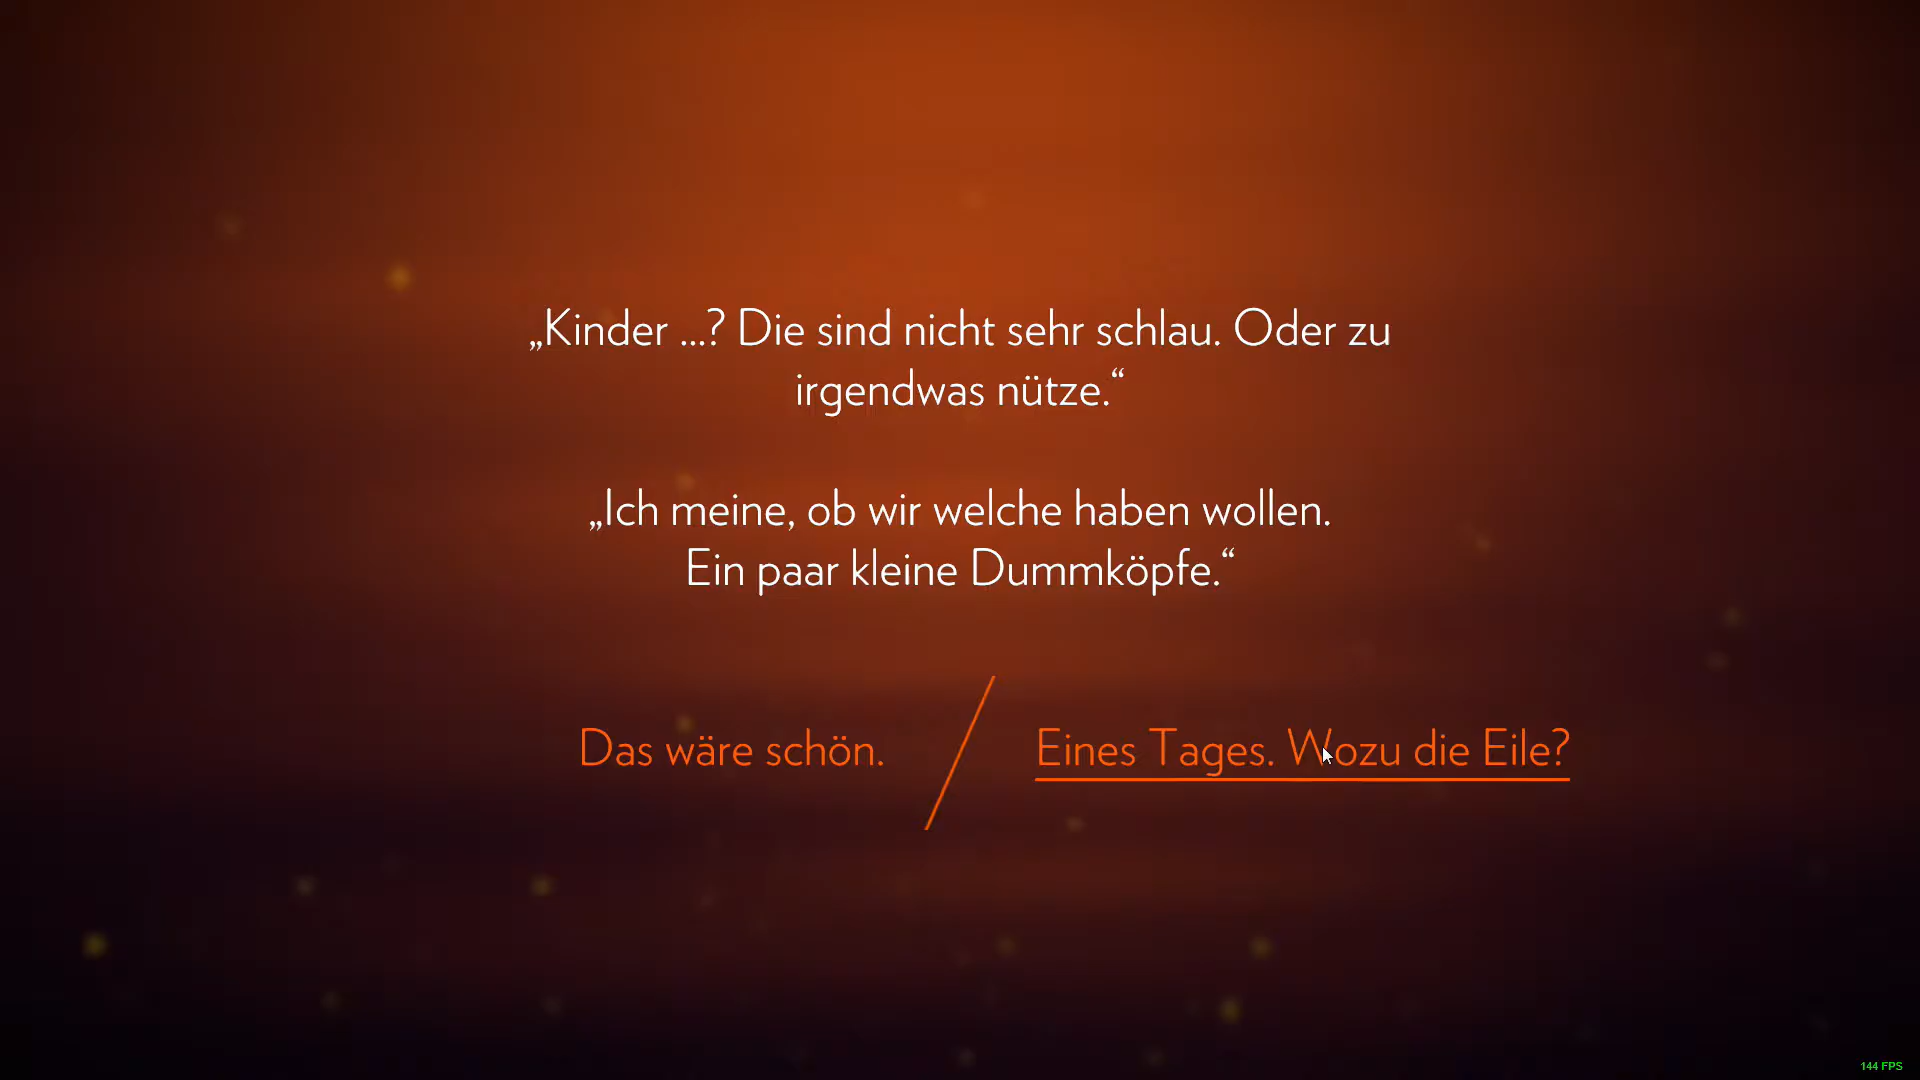 „Kinder ...? Die sind nicht sehr schlau. Oder zu
irgendwas nütze.“
„Ich meine, ob wir welche haben wollen.
Ein paar kleine Dummköpfe.“
Das wäre schön.
Eines Tages. Wozu die Eile?
144 FPS